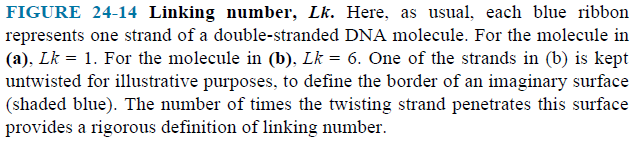 FIGURE 24-14 Linking number, Lk. Here, as usual, each blue ribbon
represents one strand of a double-stranded DNA molecule. For the molecule in
(a), Lk = 1. For the molecule in (b), Lk = 6. One of the strands in (b) is kept
untwisted for illustrative purposes, to define the border of an imaginary surface
(shaded blue). The number of times the twisting strand penetrates this surface
provides a rigorous definition of linking number.